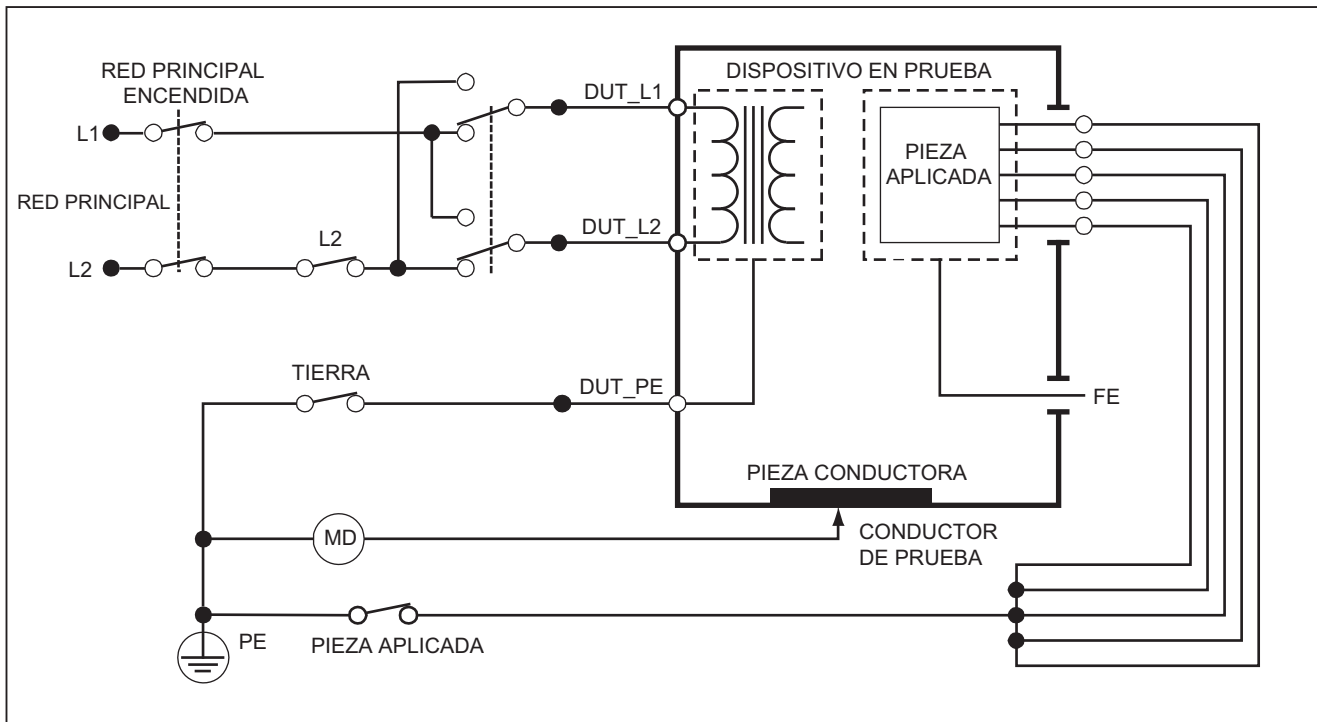 RED PRINCIPAL
ENCENDIDA
L1
RED PRINCIPAL
L2
L2
DUT_L1
DUT_L2
DISPOSITIVO EN PRUEBA
PIEZA
APLICADA
TIERRA
DUT_PE
FE
PIEZA CONDUCTORA
MD
CONDUCTOR
DE PRUEBA
PE
PIEZA APLICADA